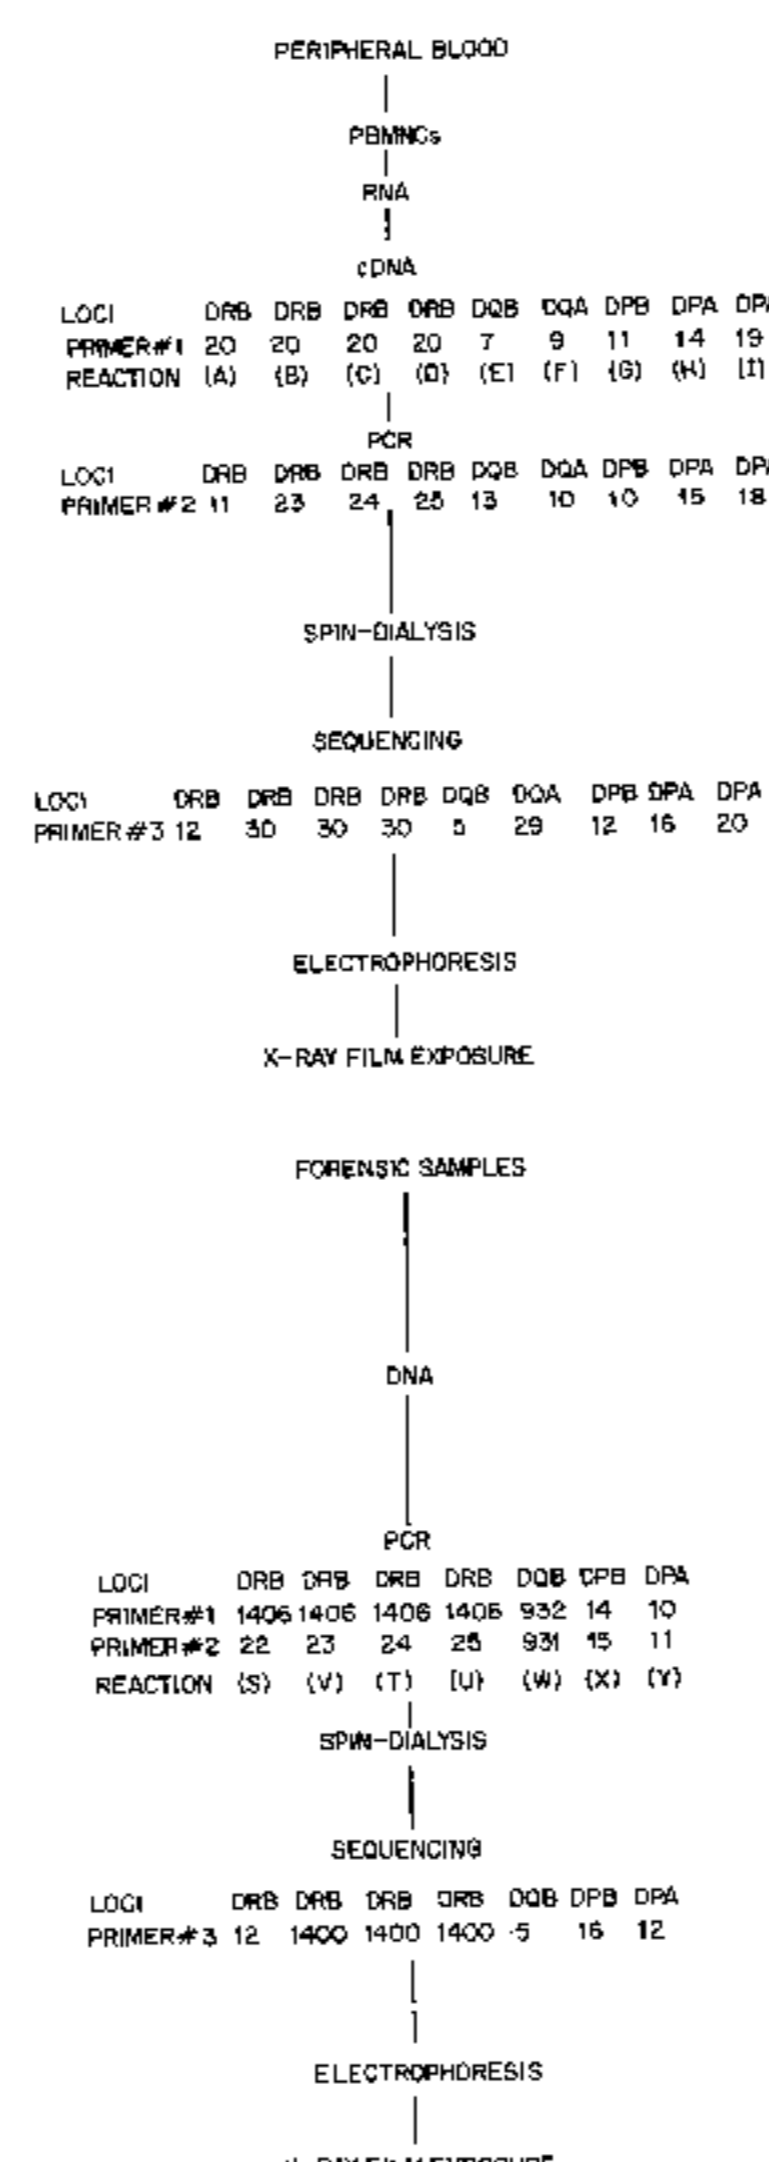 PERIPHERAL BLOOD
PBMNCs
RNA
cDNA
LOCI DRB DRB DRB DRB DQB DQA DPB DPA DPA
PRIMER#1 20 20 20 20 7 9 11 14 19
REACTION (A) (B) (C) (D) (E) (F) (G) (H) (I)
PCR
LOCI DRB DRB DRB DRB DQB DQA DPB DPA DPA
PRIMER #2 11 23 24 25 13 10 10 15 18
SPIN-DIALYSIS
SEQUENCING
LOCI DRB DRB DRB DRB DQB DQA DPB DPA DPA
PRIMER #3 12 30 30 30 5 29 12 16 20
ELECTROPHORESIS
X-RAY FILM EXPOSURE
FORENSIC SAMPLES
DNA
PCR
LOCI DRB DRB DRB DRB DQB DPB DPA
PRIMER#1 1406 1406 1406 1406 932 14 10
PRIMER#2 22 23 24 25 931 15 11
REACTION (S) (V) (T) (U) (W) (X) (Y)
SPIN-DIALYSIS
SEQUENCING
LOCI DRB DRB DRB DRB DQB DPB DPA
PRIMER#3 12 1400 1400 1400 5 16 12
ELECTROPHORESIS
X-RAY FILM EXPOSURE